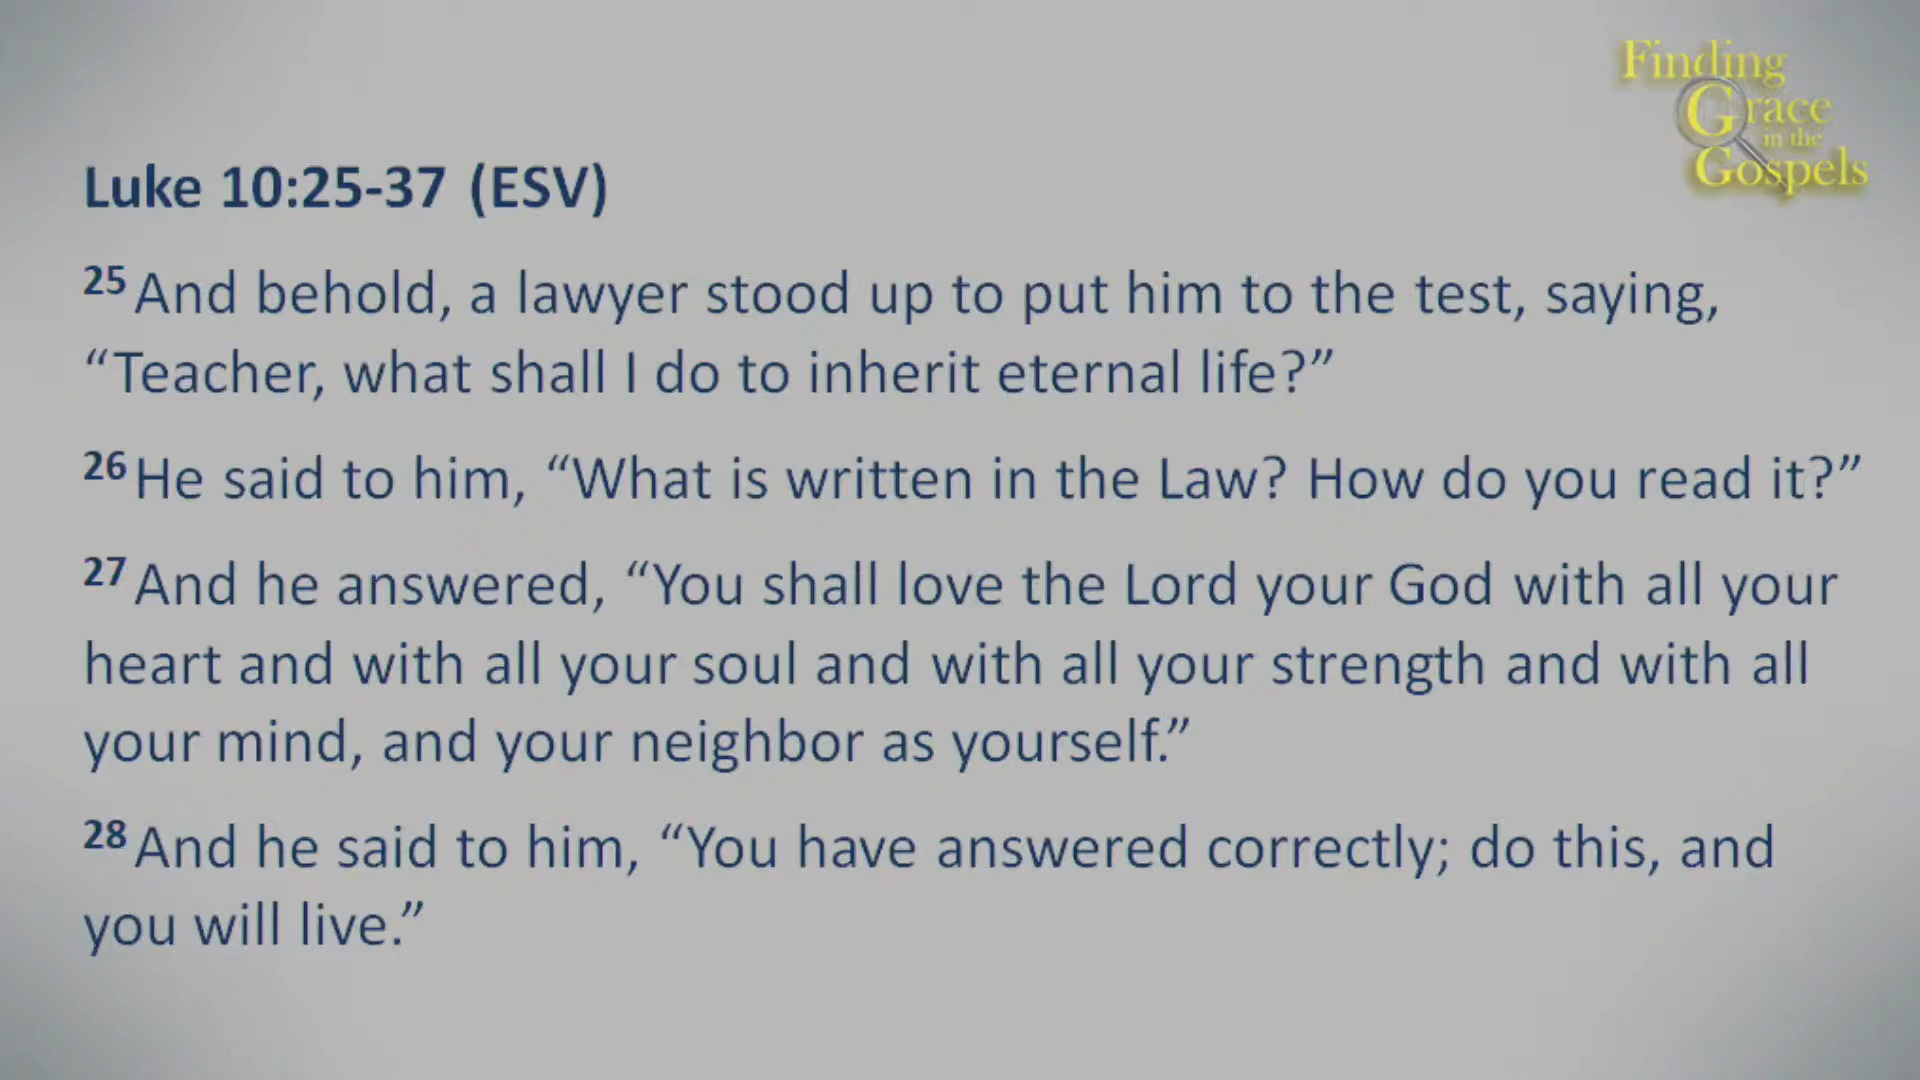 Finding
Grace
in the
Gospels
Luke 10:25-37 (ESV)
25 And behold, a lawyer stood up to put him to the test, saying,
“Teacher, what shall I do to inherit eternal life?”
26 He said to him, “What is written in the Law? How do you read it?”
27 And he answered, “You shall love the Lord your God with all your
heart and with all your soul and with all your strength and with all
your mind, and your neighbor as yourself.”
28 And he said to him, “You have answered correctly; do this, and
you will live.”